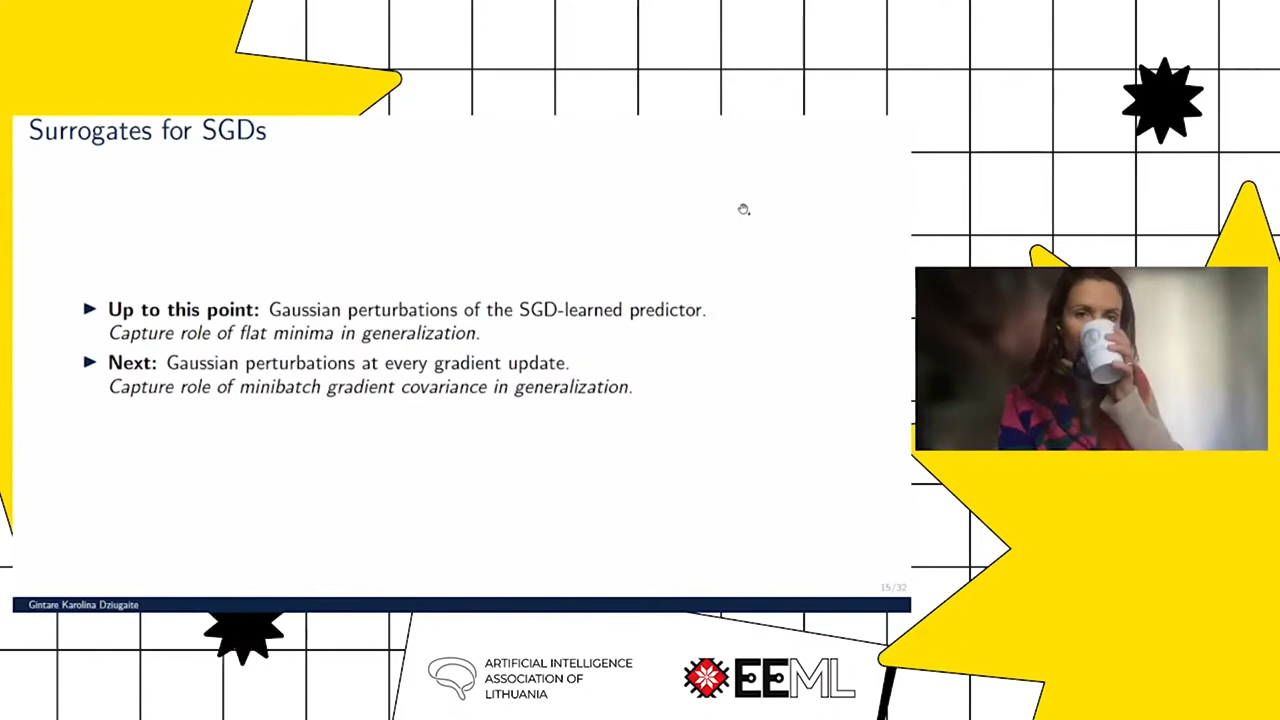 Surrogates for SGDs
▶ Up to this point: Gaussian perturbations of the SGD-learned predictor.
Capture role of flat minima in generalization.
▶ Next: Gaussian perturbations at every gradient update.
Capture role of minibatch gradient covariance in generalization.
15/32
Gintare Karolina Dziugaite
ARTIFICIAL INTELLIGENCE
ASSOCIATION OF
LITHUANIA
EEML